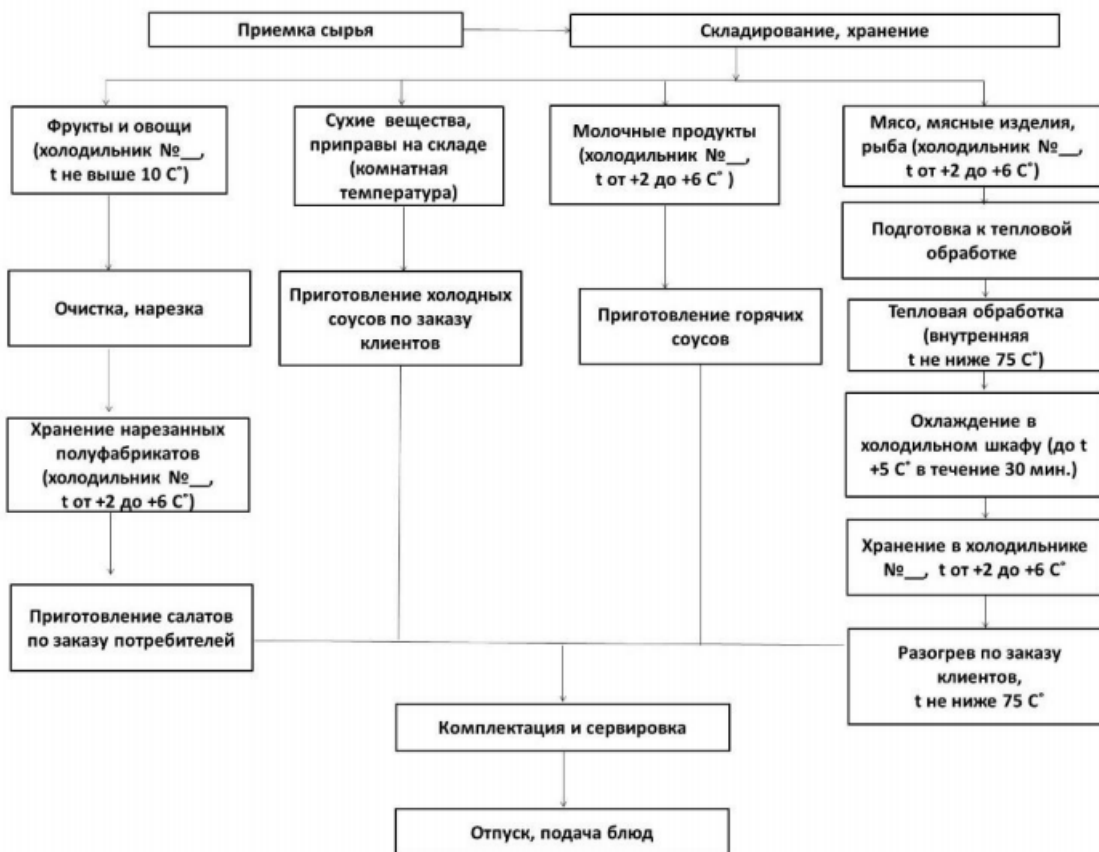 Приемка сырья
Складирование, хранение
Фрукты и овощи
(холодильник №__,
t не выше 10 С˚)
Сухие вещества,
приправы на складе
(комнатная
температура)
Молочные продукты
(холодильник №__,
t от +2 до +6 С˚ )
Мясо, мясные изделия,
рыба (холодильник №__,
t от +2 до +6 С˚)
Подготовка к тепловой
обработке
Очистка, нарезка
Приготовление холодных
соусов по заказу
клиентов
Приготовление горячих
соусов
Тепловая обработка
(внутренняя
t не ниже 75 С˚)
Хранение нарезанных
полуфабрикатов
(холодильник №__,
t от +2 до +6 С˚)
Охлаждение в
холодильном шкафу (до t
+5 С˚ в течение 30 мин.)
Хранение в холодильнике
№__, t от +2 до +6 С˚
Приготовление салатов
по заказу потребителей
Разогрев по заказу
клиентов,
t не ниже 75 С˚
Комплектация и сервировка
Отпуск, подача блюд